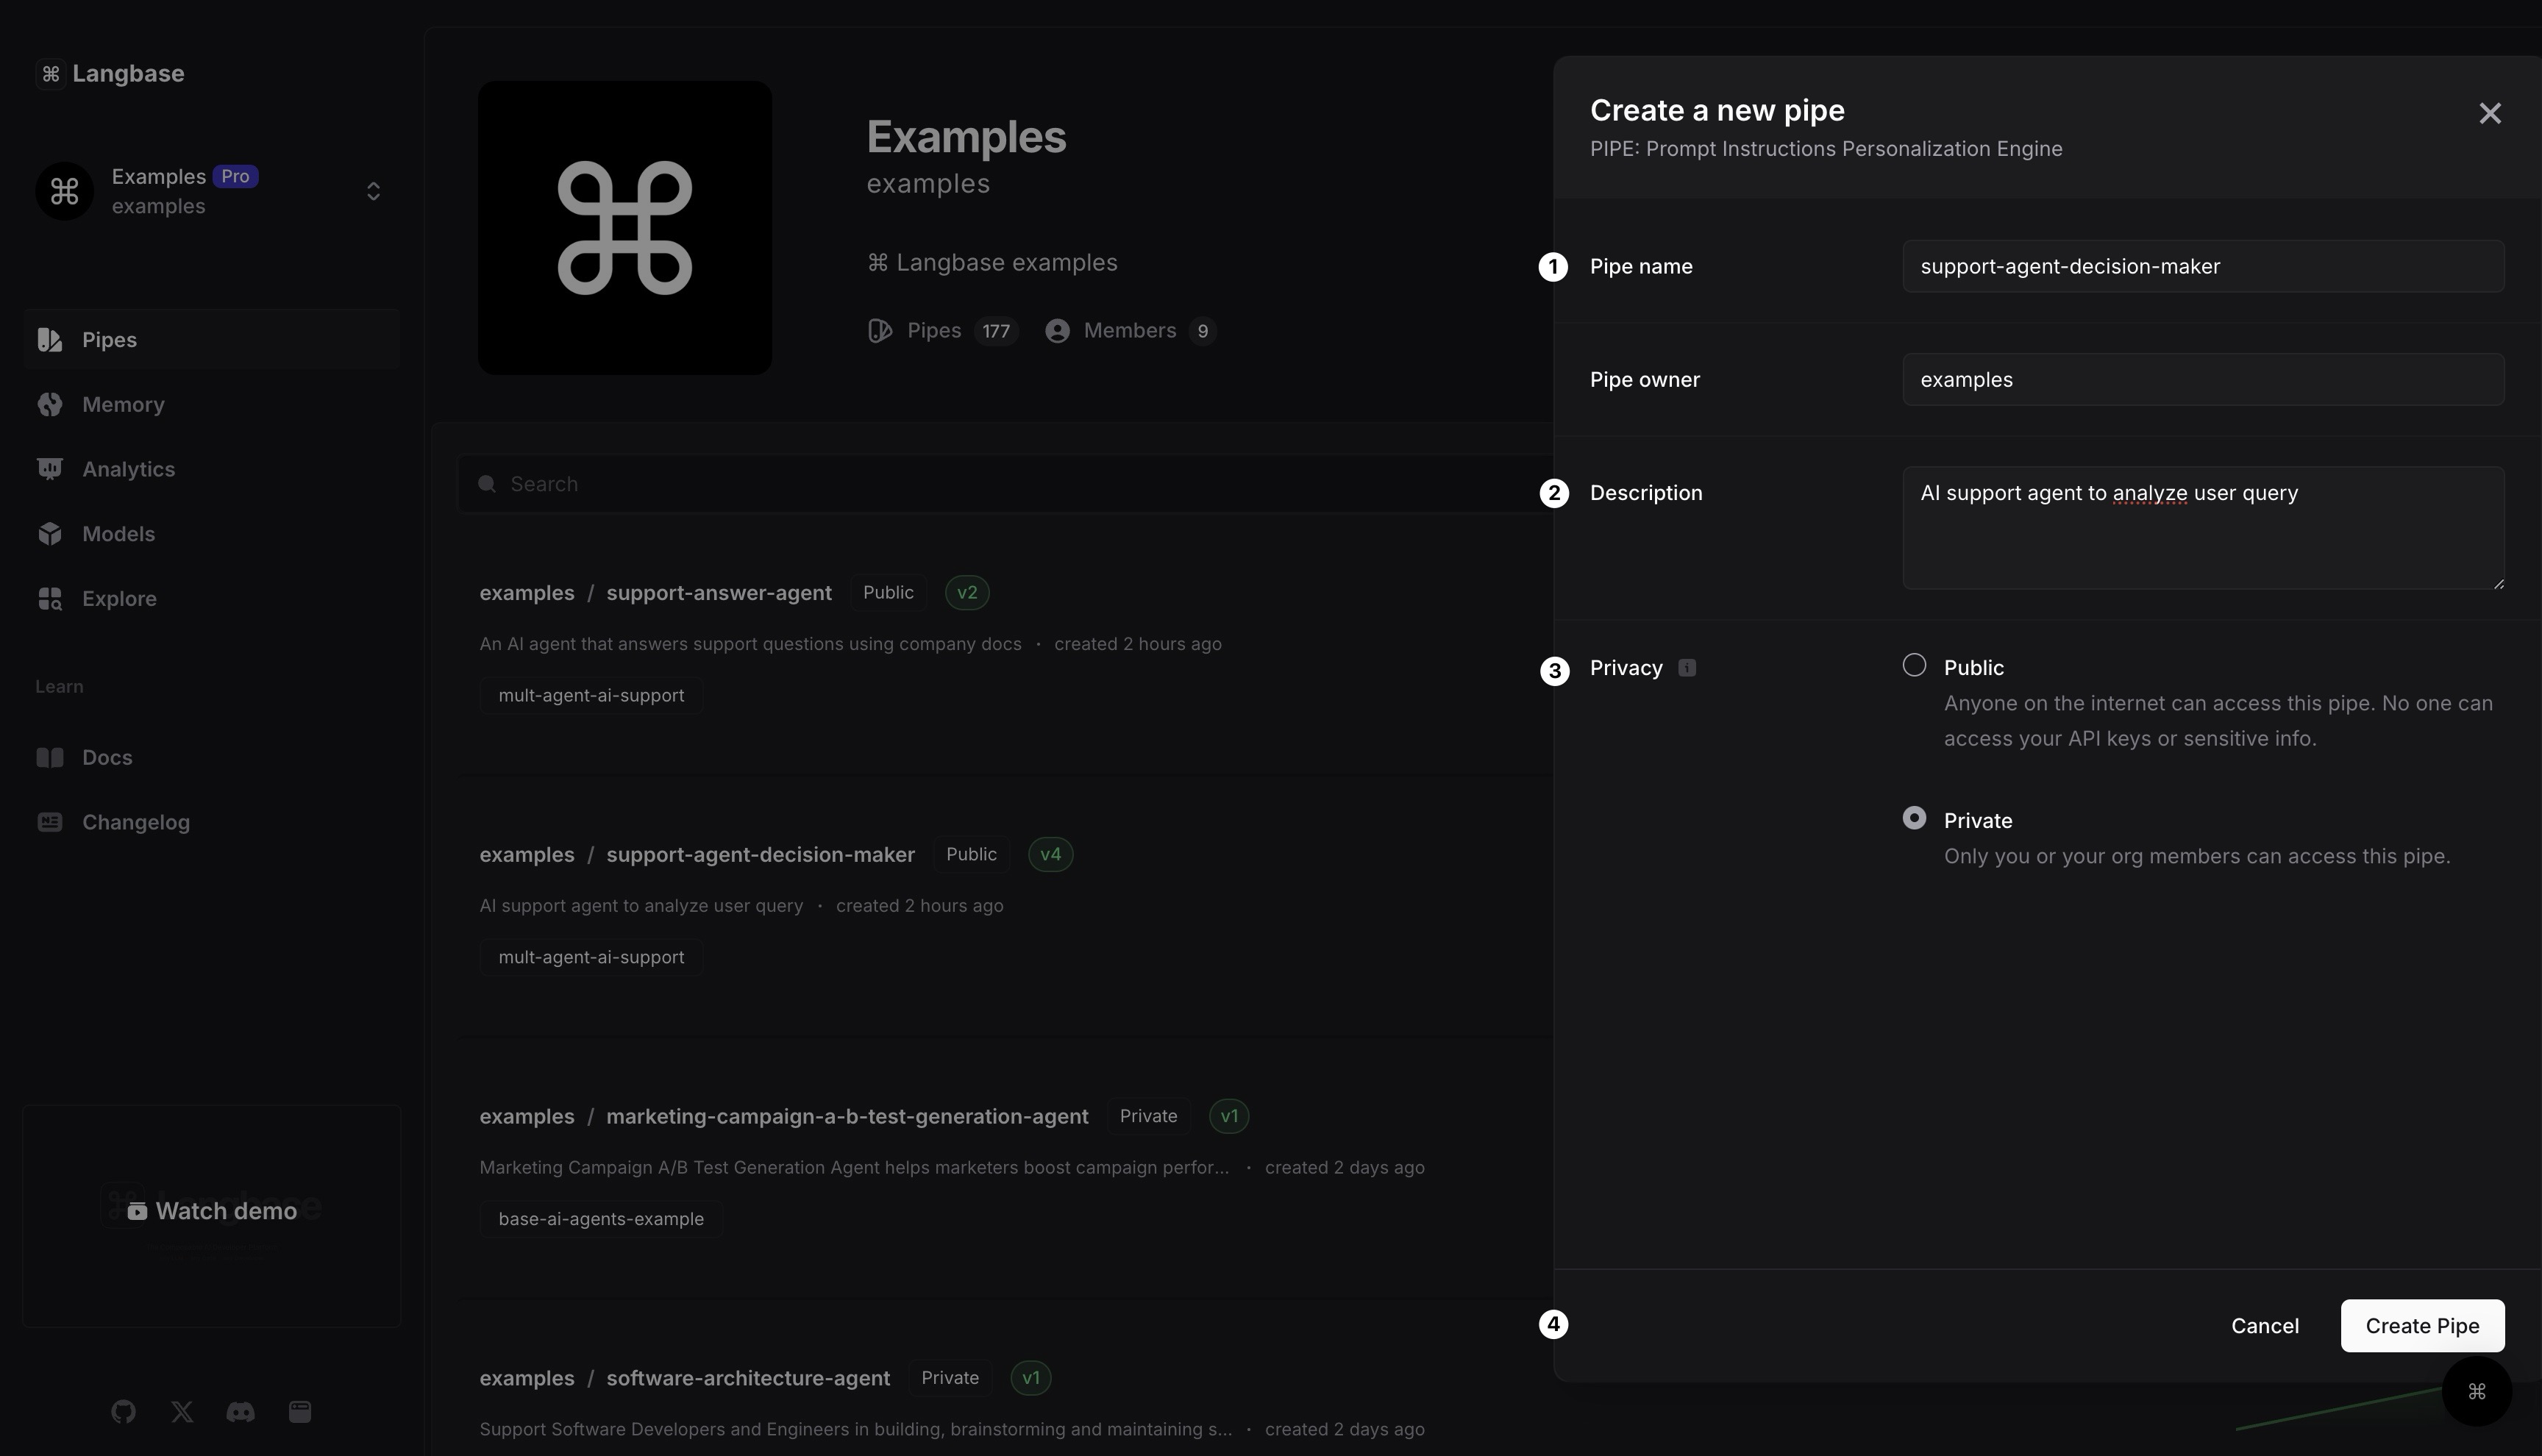 ⌘ Langbase
Examples Pro
examples
Pipes
Memory
Analytics
Models
Explore
Learn
Docs
Changelog
Watch demo
Examples
examples
⌘ Langbase examples
Pipes 177 Members 9
Search
examples / support-answer-agent Public v2
An AI agent that answers support questions using company docs · created 2 hours ago
mult-agent-ai-support
examples / support-agent-decision-maker Public v4
AI support agent to analyze user query · created 2 hours ago
mult-agent-ai-support
examples / marketing-campaign-a-b-test-generation-agent Private v1
Marketing Campaign A/B Test Generation Agent helps marketers boost campaign perfor... · created 2 days ago
base-ai-agents-example
examples / software-architecture-agent Private v1
Support Software Developers and Engineers in building, brainstorming and maintaining s... · created 2 days ago
Create a new pipe
PIPE: Prompt Instructions Personalization Engine
1 Pipe name support-agent-decision-maker
Pipe owner examples
2 Description AI support agent to analyze user query
3 Privacy Public
Anyone on the internet can access this pipe. No one can
access your API keys or sensitive info.
Private
Only you or your org members can access this pipe.
4 Cancel Create Pipe